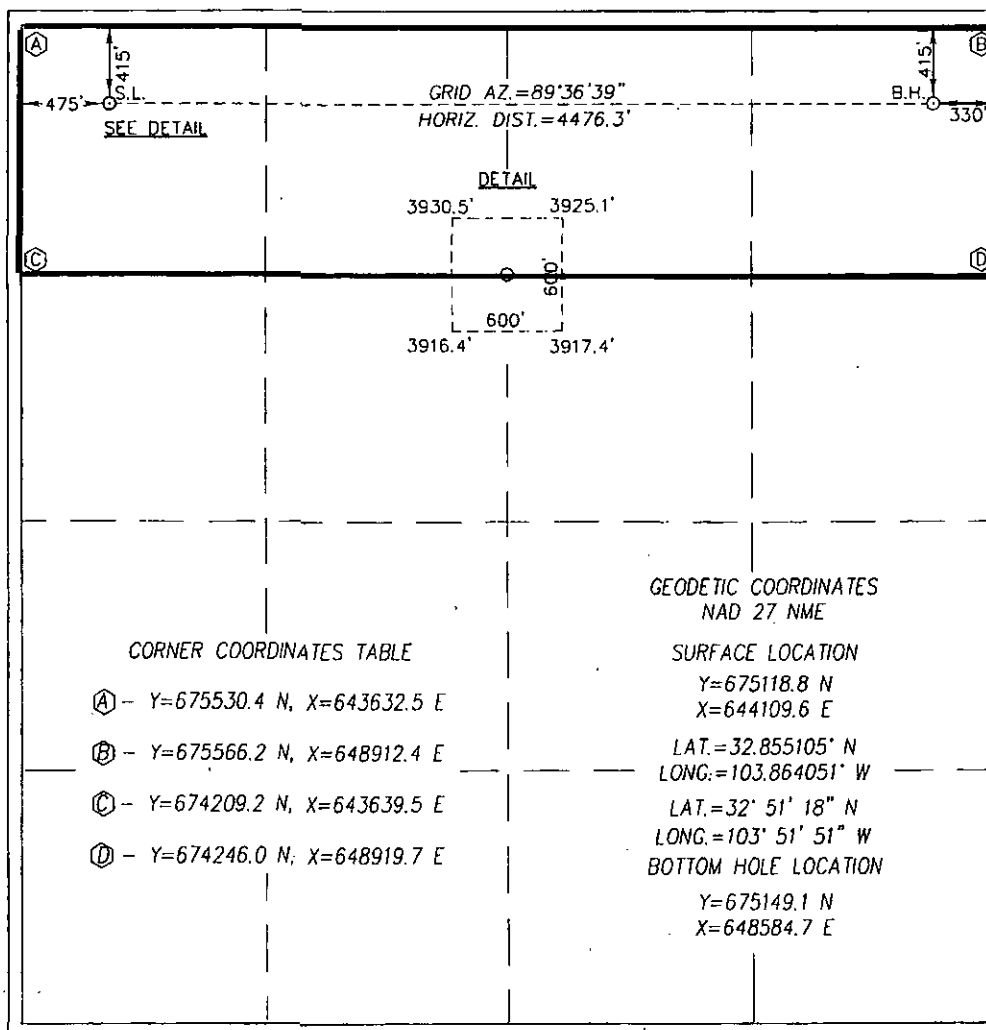 A
B
415'
415'
475'
S.L.
GRID AZ.=89°36'39"
B.H.
HORIZ. DIST.=4476.3'
330'
SEE DETAIL
DETAIL
3930.5' 3925.1'
C
600'
D
600'
3916.4' 3917.4'
GEODETIC COORDINATES
NAD 27 NME
CORNER COORDINATES TABLE
SURFACE LOCATION
Y=675118.8 N
X=644109.6 E
A - Y=675530.4 N, X=643632.5 E
B - Y=675566.2 N, X=648912.4 E
LAT.=32.855105° N
LONG.=103.864051° W
C - Y=674209.2 N, X=643639.5 E
LAT.=32° 51' 18" N
LONG.=103° 51' 51" W
D - Y=674246.0 N, X=648919.7 E
BOTTOM HOLE LOCATION
Y=675149.1 N
X=648584.7 E